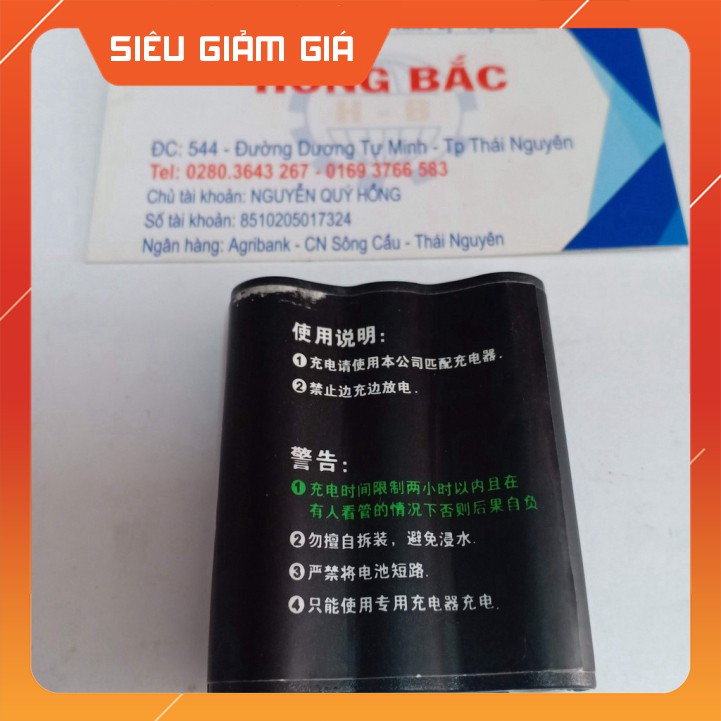 SIÊU GIẢM GIÁ
HỒNG BẮC
H - B
ĐC: 544 - Đường Dương Tự Minh - Tp Thái Nguyên
Tel: 0280.3643 267 - 0169 3766 583
Chủ tài khoản: NGUYỄN QUÝ HỒNG
Số tài khoản: 8510205017324
Ngân hàng: Agribank - CN Sông Cầu - Thái Nguyên
使用说明：
❶充电请使用本公司匹配充电器.
❷禁止边充边放电.
警告：
❶充电时间限制两小时以内且在
有人看管的情况下否则后果自负.
❷勿擅自拆装，避免浸水.
❸严禁将电池短路.
❹只能使用专用充电器充电.